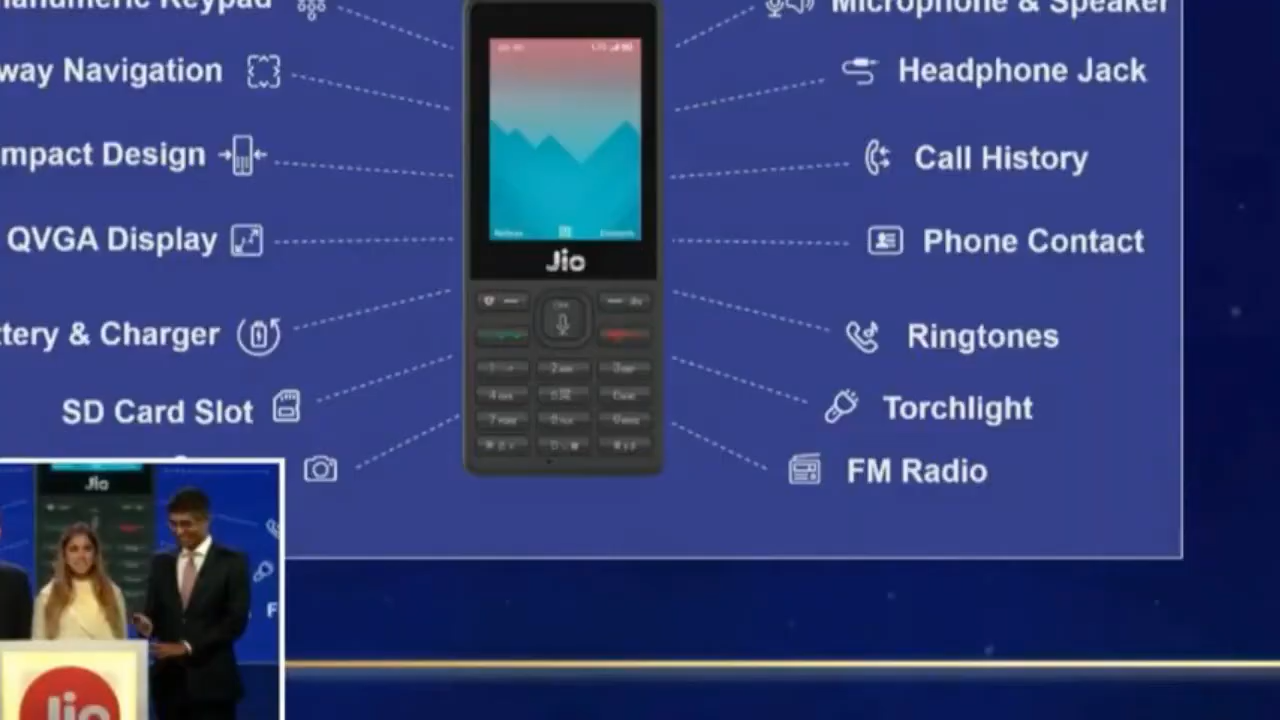 Microphone & Speaker
way Navigation
Headphone Jack
mpact Design
Call History
QVGA Display
Phone Contact
Jio
ttery & Charger
Ringtones
SD Card Slot
Torchlight
FM Radio
Jio
Jio